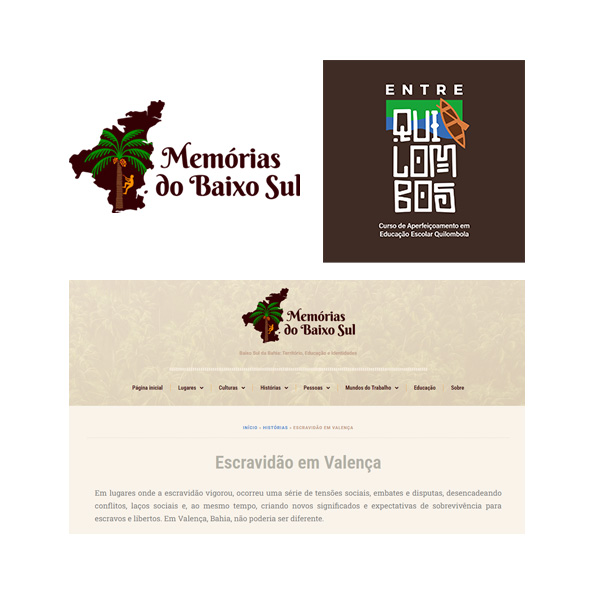 Memórias
do Baixo Sul
ENTRE
QUI
LOM
BOS
Curso de Aperfeiçoamento em
Educação Escolar Quilombola
Memórias
do Baixo Sul
Baixo Sul da Bahia: Território, Educação e Identidades
Página inicial Lugares Culturas Histórias Pessoas Mundos do Trabalho Educação Sobre
INÍCIO » HISTÓRIAS » ESCRAVIDÃO EM VALENÇA
Escravidão em Valença
Em lugares onde a escravidão vigorou, ocorreu uma série de tensões sociais, embates e disputas, desencadeando
conflitos, laços sociais e, ao mesmo tempo, criando novos significados e expectativas de sobrevivência para
escravos e libertos. Em Valença, Bahia, não poderia ser diferente.